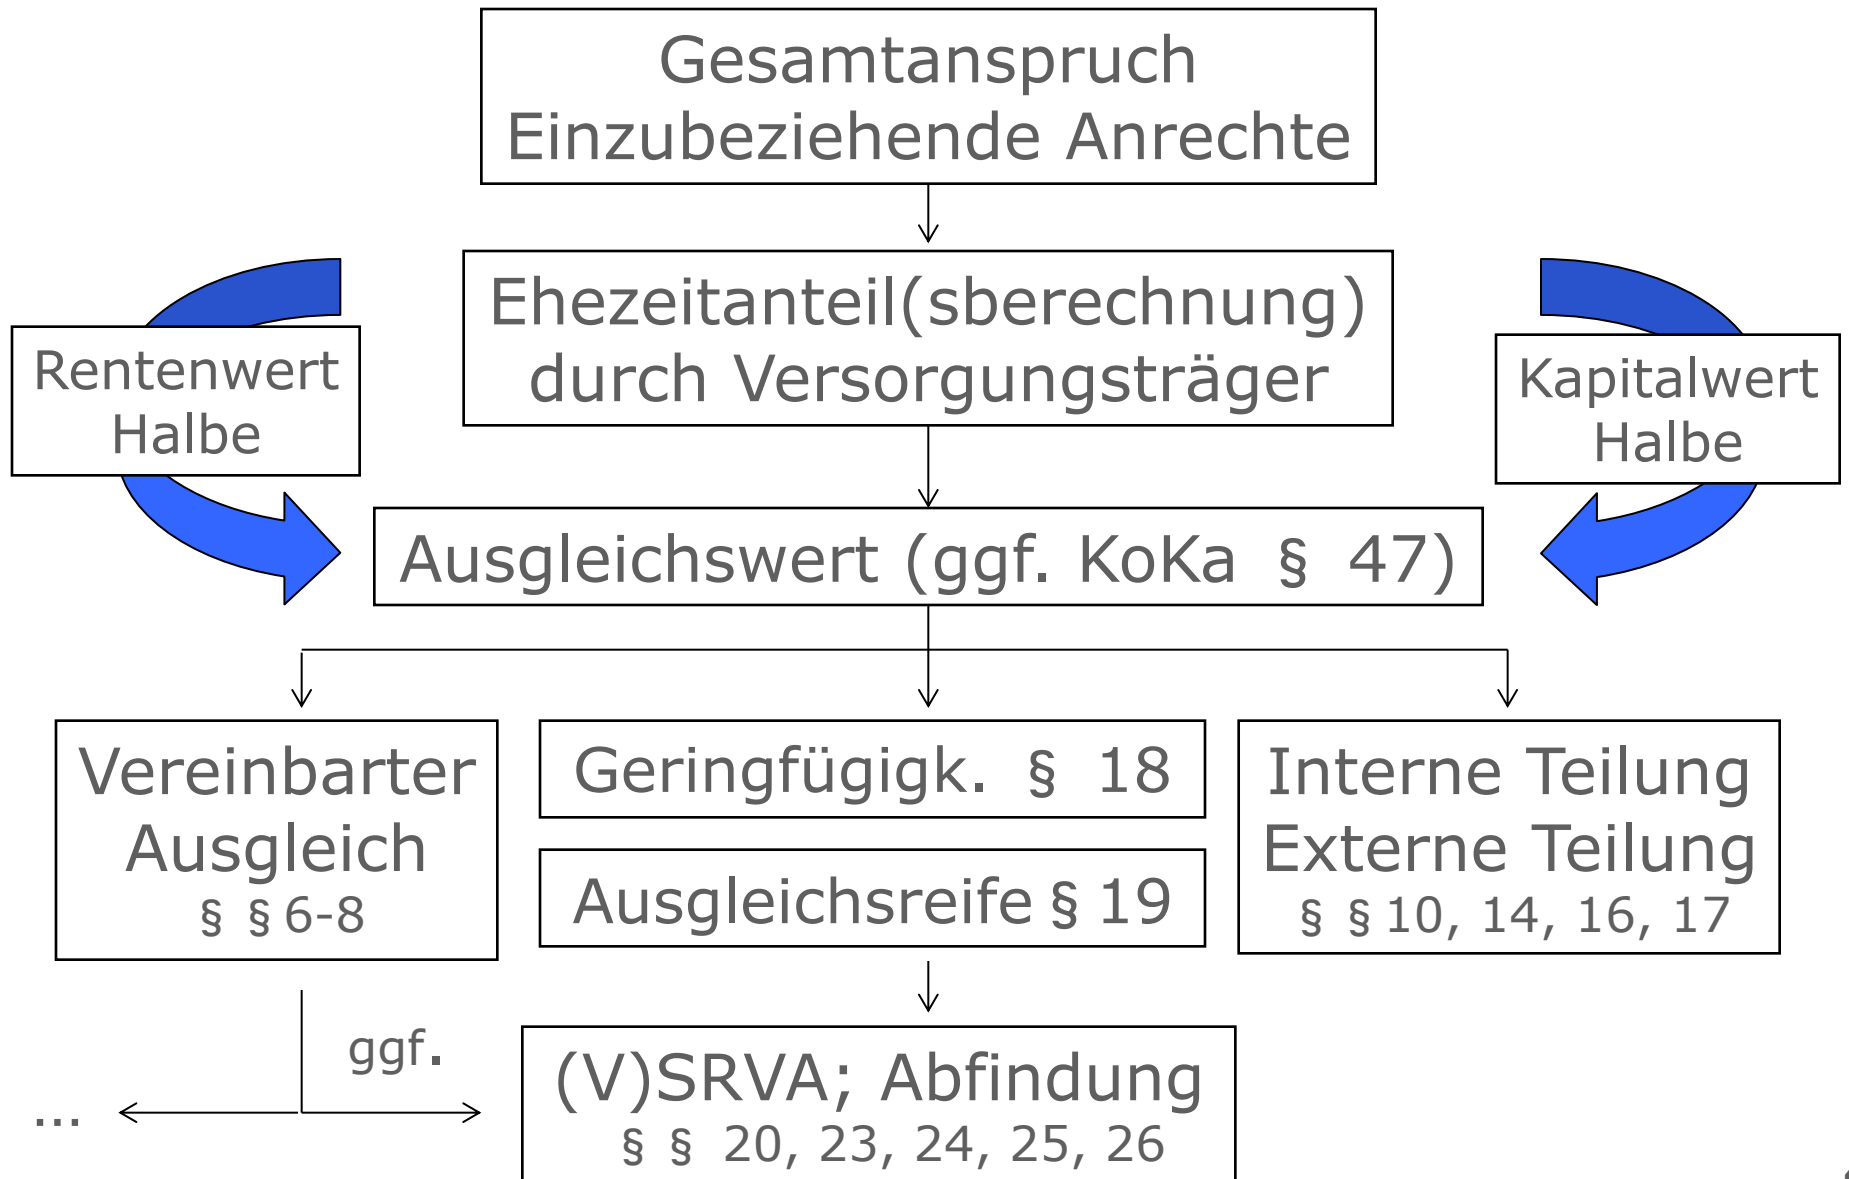 Gesamtanspruch
Einzubeziehende Anrechte
Ehezeitanteil(sberechnung)
durch Versorgungsträger
Rentenwert
Halbe
Kapitalwert
Halbe
Ausgleichswert (ggf. KoKa § 47)
Vereinbarter
Ausgleich
§ § 6-8
Geringfügigk. § 18
Ausgleichsreife § 19
Interne Teilung
Externe Teilung
§ § 10, 14, 16, 17
ggf.
...
(V)SRVA; Abfindung
§ § 20, 23, 24, 25, 26